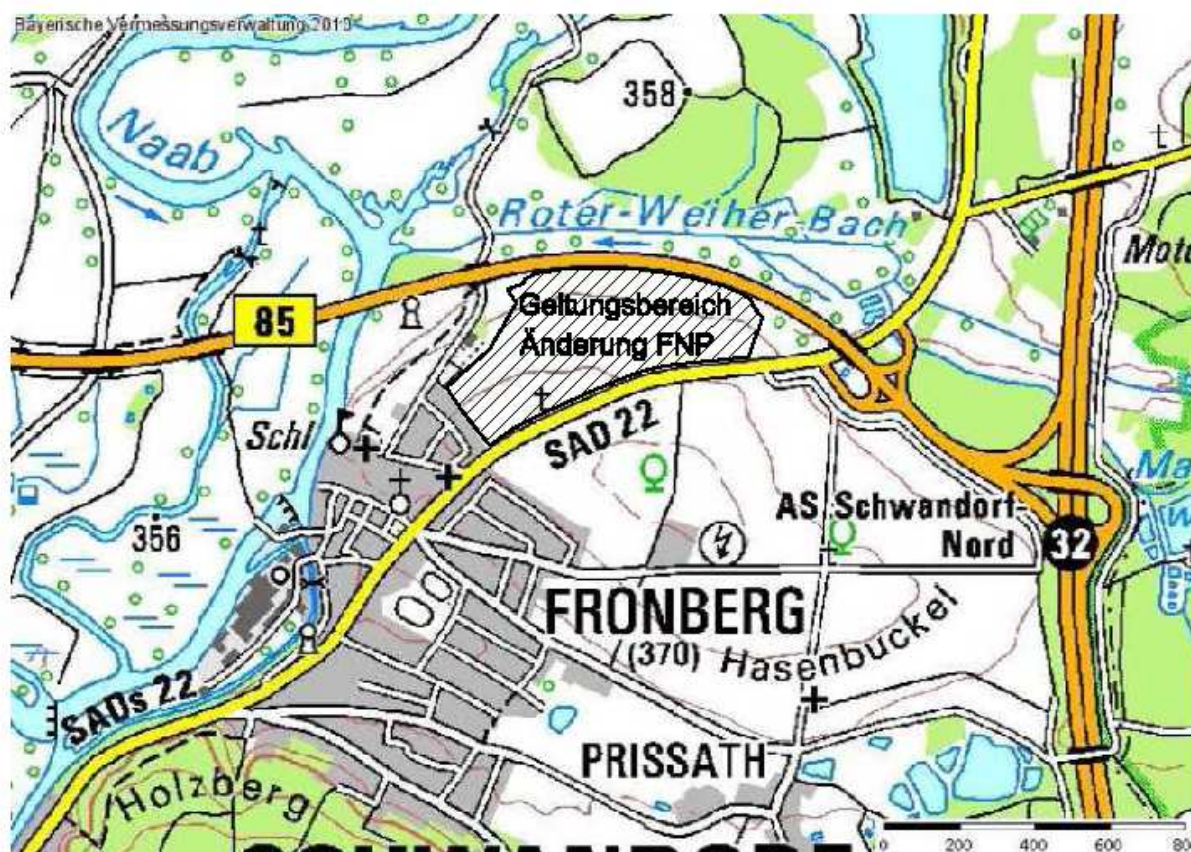 Bayerische Vermessungsverwaltung 2010
Naab
358
Roter-Weiher-Bach
85
Geltungsbereich
Änderung FNP
Schl
SAD 22
356
AS Schwandorf-
Nord
32
FRONBERG
(370) Hasenbuckel
SADs 22
PRISSATH
Holzberg
SCHWANDORF
0 200 400 600